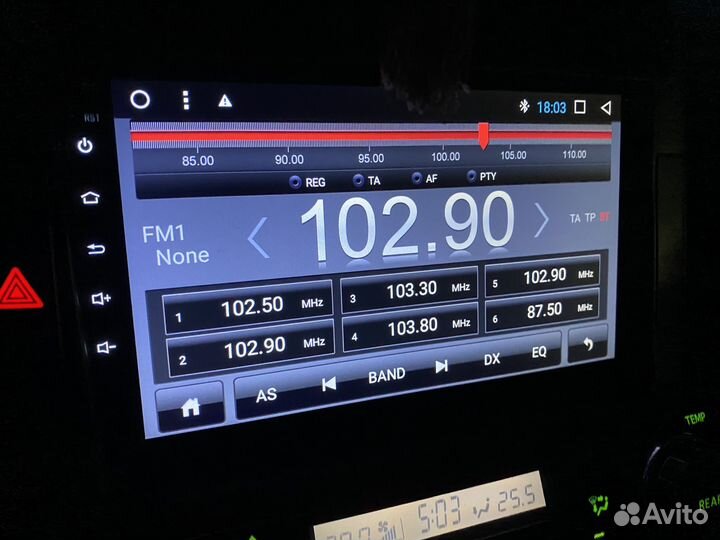 RST
18:03
85.00 90.00 95.00 100.00 105.00 110.00
REG TA AF PTY
FM1
None
102.90
TA TP ST
1 102.50 MHz
3 103.30 MHz
5 102.90 MHz
2 102.90 MHz
4 103.80 MHz
6 87.50 MHz
AS BAND DX EQ
TEMP
REAR
5:03 25.5
Avito